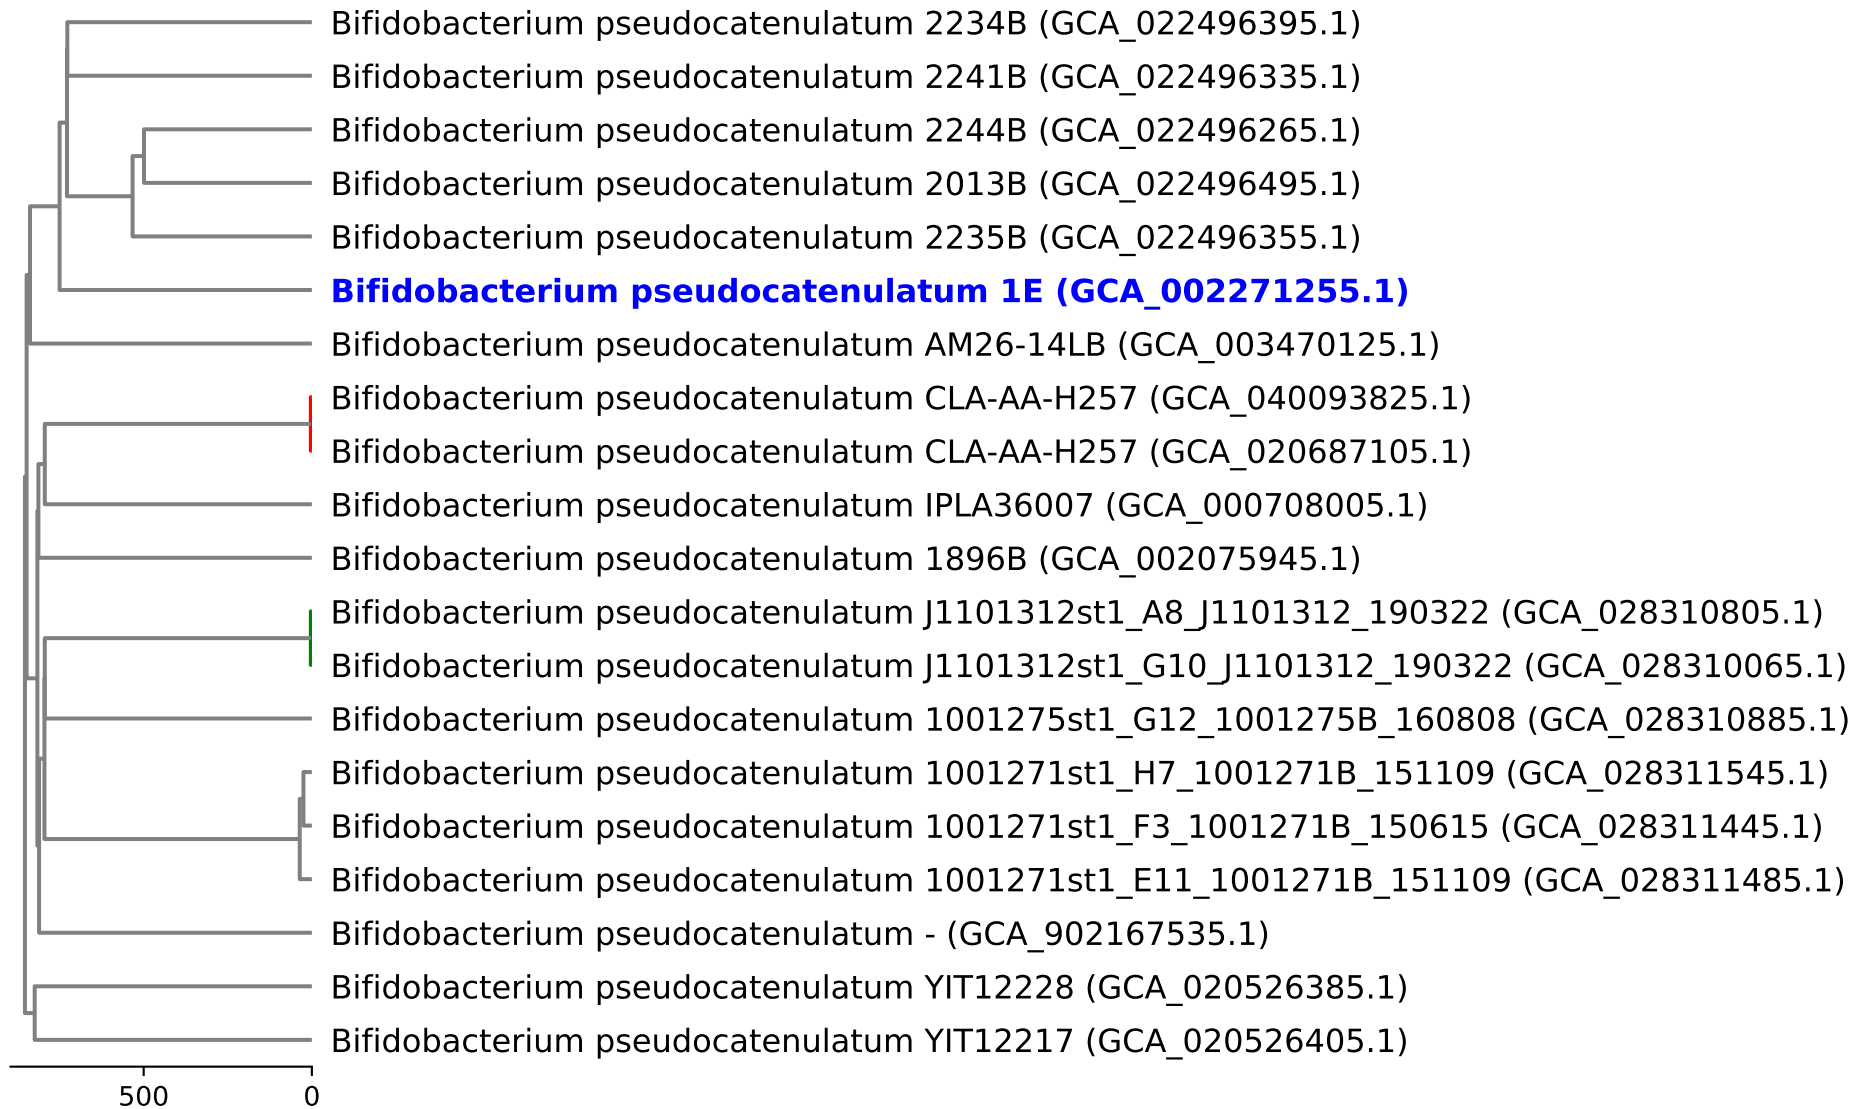 Bifidobacterium pseudocatenulatum 2234B (GCA_022496395.1)
Bifidobacterium pseudocatenulatum 2241B (GCA_022496335.1)
Bifidobacterium pseudocatenulatum 2244B (GCA_022496265.1)
Bifidobacterium pseudocatenulatum 2013B (GCA_022496495.1)
Bifidobacterium pseudocatenulatum 2235B (GCA_022496355.1)
Bifidobacterium pseudocatenulatum 1E (GCA_002271255.1)
Bifidobacterium pseudocatenulatum AM26-14LB (GCA_003470125.1)
Bifidobacterium pseudocatenulatum CLA-AA-H257 (GCA_040093825.1)
Bifidobacterium pseudocatenulatum CLA-AA-H257 (GCA_020687105.1)
Bifidobacterium pseudocatenulatum IPLA36007 (GCA_000708005.1)
Bifidobacterium pseudocatenulatum 1896B (GCA_002075945.1)
Bifidobacterium pseudocatenulatum J1101312st1_A8_J1101312_190322 (GCA_028310805.1)
Bifidobacterium pseudocatenulatum J1101312st1_G10_J1101312_190322 (GCA_028310065.1)
Bifidobacterium pseudocatenulatum 1001275st1_G12_1001275B_160808 (GCA_028310885.1)
Bifidobacterium pseudocatenulatum 1001271st1_H7_1001271B_151109 (GCA_028311545.1)
Bifidobacterium pseudocatenulatum 1001271st1_F3_1001271B_150615 (GCA_028311445.1)
Bifidobacterium pseudocatenulatum 1001271st1_E11_1001271B_151109 (GCA_028311485.1)
Bifidobacterium pseudocatenulatum - (GCA_902167535.1)
Bifidobacterium pseudocatenulatum YIT12228 (GCA_020526385.1)
Bifidobacterium pseudocatenulatum YIT12217 (GCA_020526405.1)
500 0